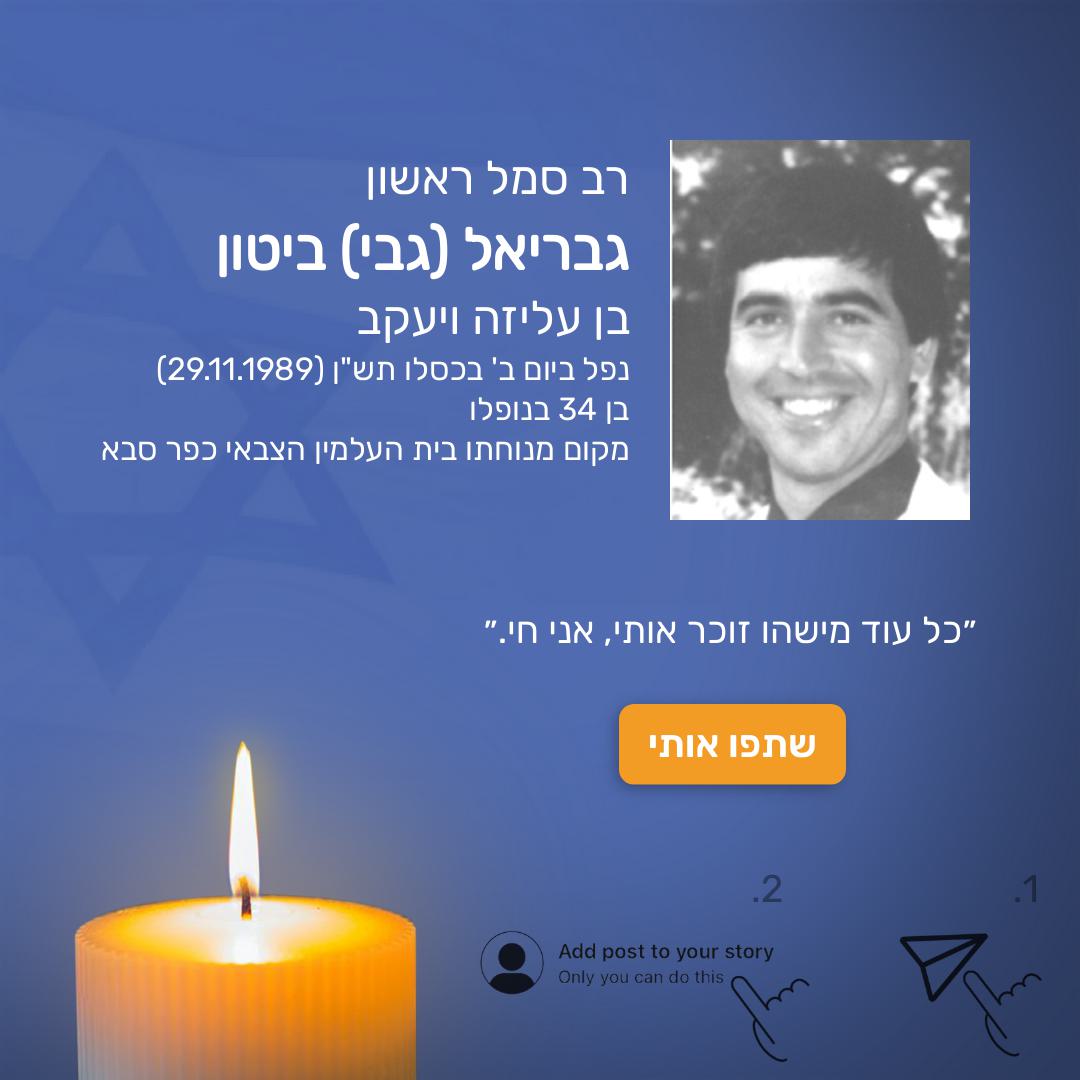 רב סמל ראשון
גבריאל (גבי) ביטון
בן עליזה ויעקב
נפל ביום ב' בכסלו תש"ן (29.11.1989)
בן 34 בנופלו
מקום מנוחתו בית העלמין הצבאי כפר סבא
״כל עוד מישהו זוכר אותי, אני חי.״
שתפו אותי
1.
2.
Add post to your story
Only you can do this